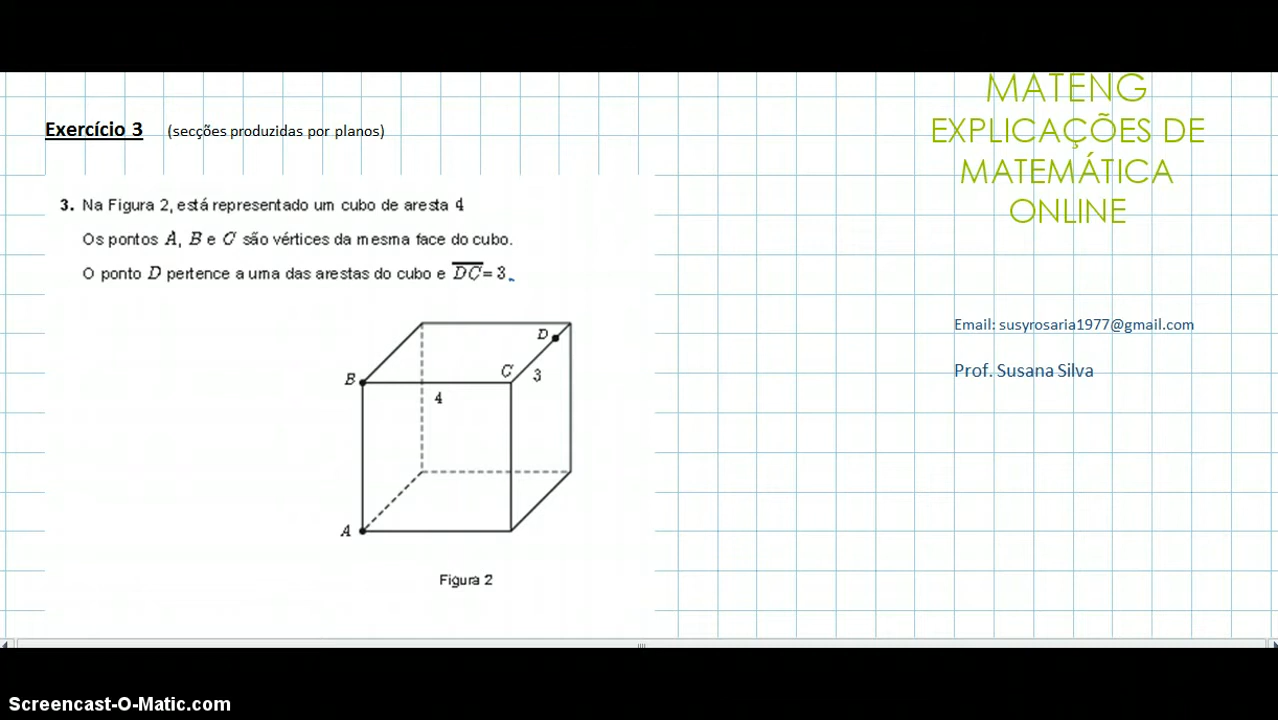 Exercício 3 (secções produzidas por planos)
3. Na Figura 2, está representado um cubo de aresta 4
Os pontos A, B e C são vértices da mesma face do cubo.
O ponto D pertence a uma das arestas do cubo e D̅C̅ = 3
D
B
C
3
4
A
Figura 2
MATENG
EXPLICAÇÕES DE
MATEMÁTICA
ONLINE
Email: susyrosaria1977@gmail.com
Prof. Susana Silva
Screencast-O-Matic.com